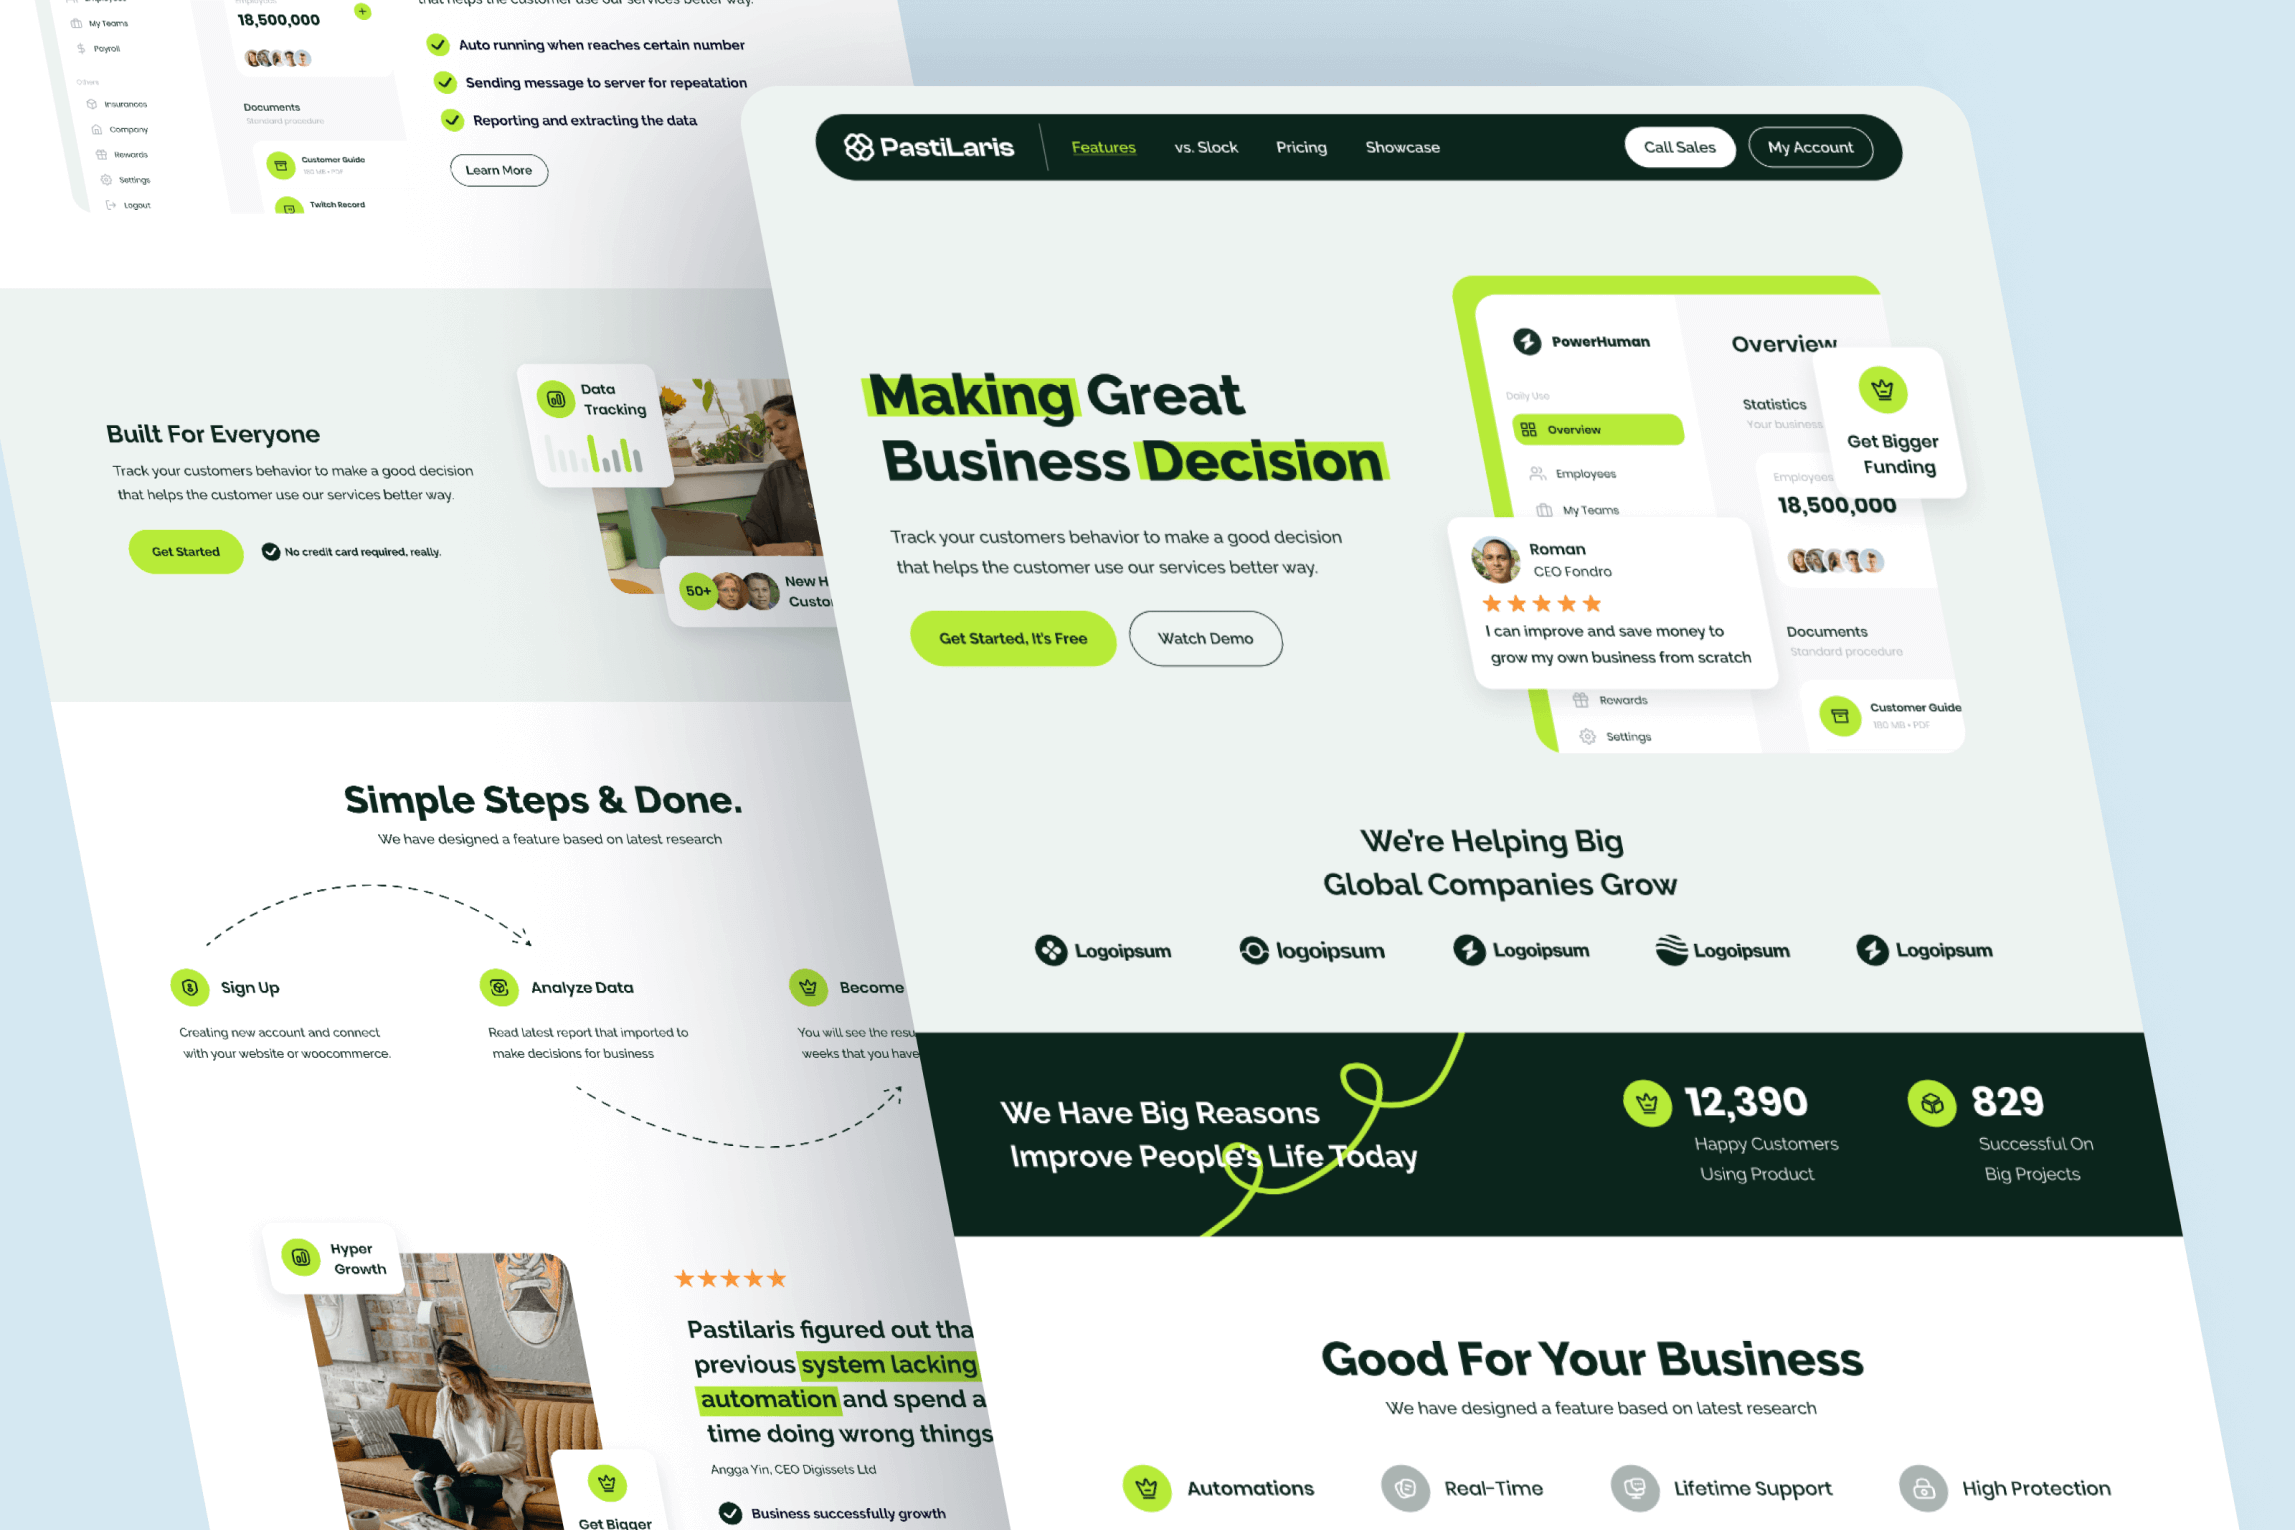 My Teams
Payroll
Others
Insurances
Company
Rewards
Settings
Logout
Employees
18,500,000
Documents
Standard procedure
Customer Guide
180 MB • PDF
Twitch Record
that helps the customer use our services better way.
Auto running when reaches certain number
Sending message to server for repeatation
Reporting and extracting the data
Learn More
Built For Everyone
Track your customers behavior to make a good decision
that helps the customer use our services better way.
Get Started
No credit card required, really.
Data
Tracking
50+
New H
Custo
Simple Steps & Done.
We have designed a feature based on latest research
Sign Up
Creating new account and connect
with your website or woocommerce.
Analyze Data
Read latest report that imported to
make decisions for business
Become
You will see the resu
weeks that you have
Hyper
Growth
Get Bigger
Pastilaris figured out tha
previous system lacking
automation and spend a
time doing wrong things
Angga Yin, CEO Digissets Ltd
Business successfully growth
PastiLaris
Features
vs. Slock
Pricing
Showcase
Call Sales
My Account
Making Great
Business Decision
Track your customers behavior to make a good decision
that helps the customer use our services better way.
Get Started, It's Free
Watch Demo
PowerHuman
Daily Use
Overview
Employees
My Teams
Rewards
Settings
Overview
Statistics
Your business
Employees
18,500,000
Documents
Standard procedure
Customer Guide
180 MB • PDF
Get Bigger
Funding
Roman
CEO Fondro
I can improve and save money to
grow my own business from scratch
We're Helping Big
Global Companies Grow
Logoipsum
logoipsum
Logoipsum
Logoipsum
Logoipsum
We Have Big Reasons
Improve People's Life Today
12,390
Happy Customers
Using Product
829
Successful On
Big Projects
Good For Your Business
We have designed a feature based on latest research
Automations
Real-Time
Lifetime Support
High Protection